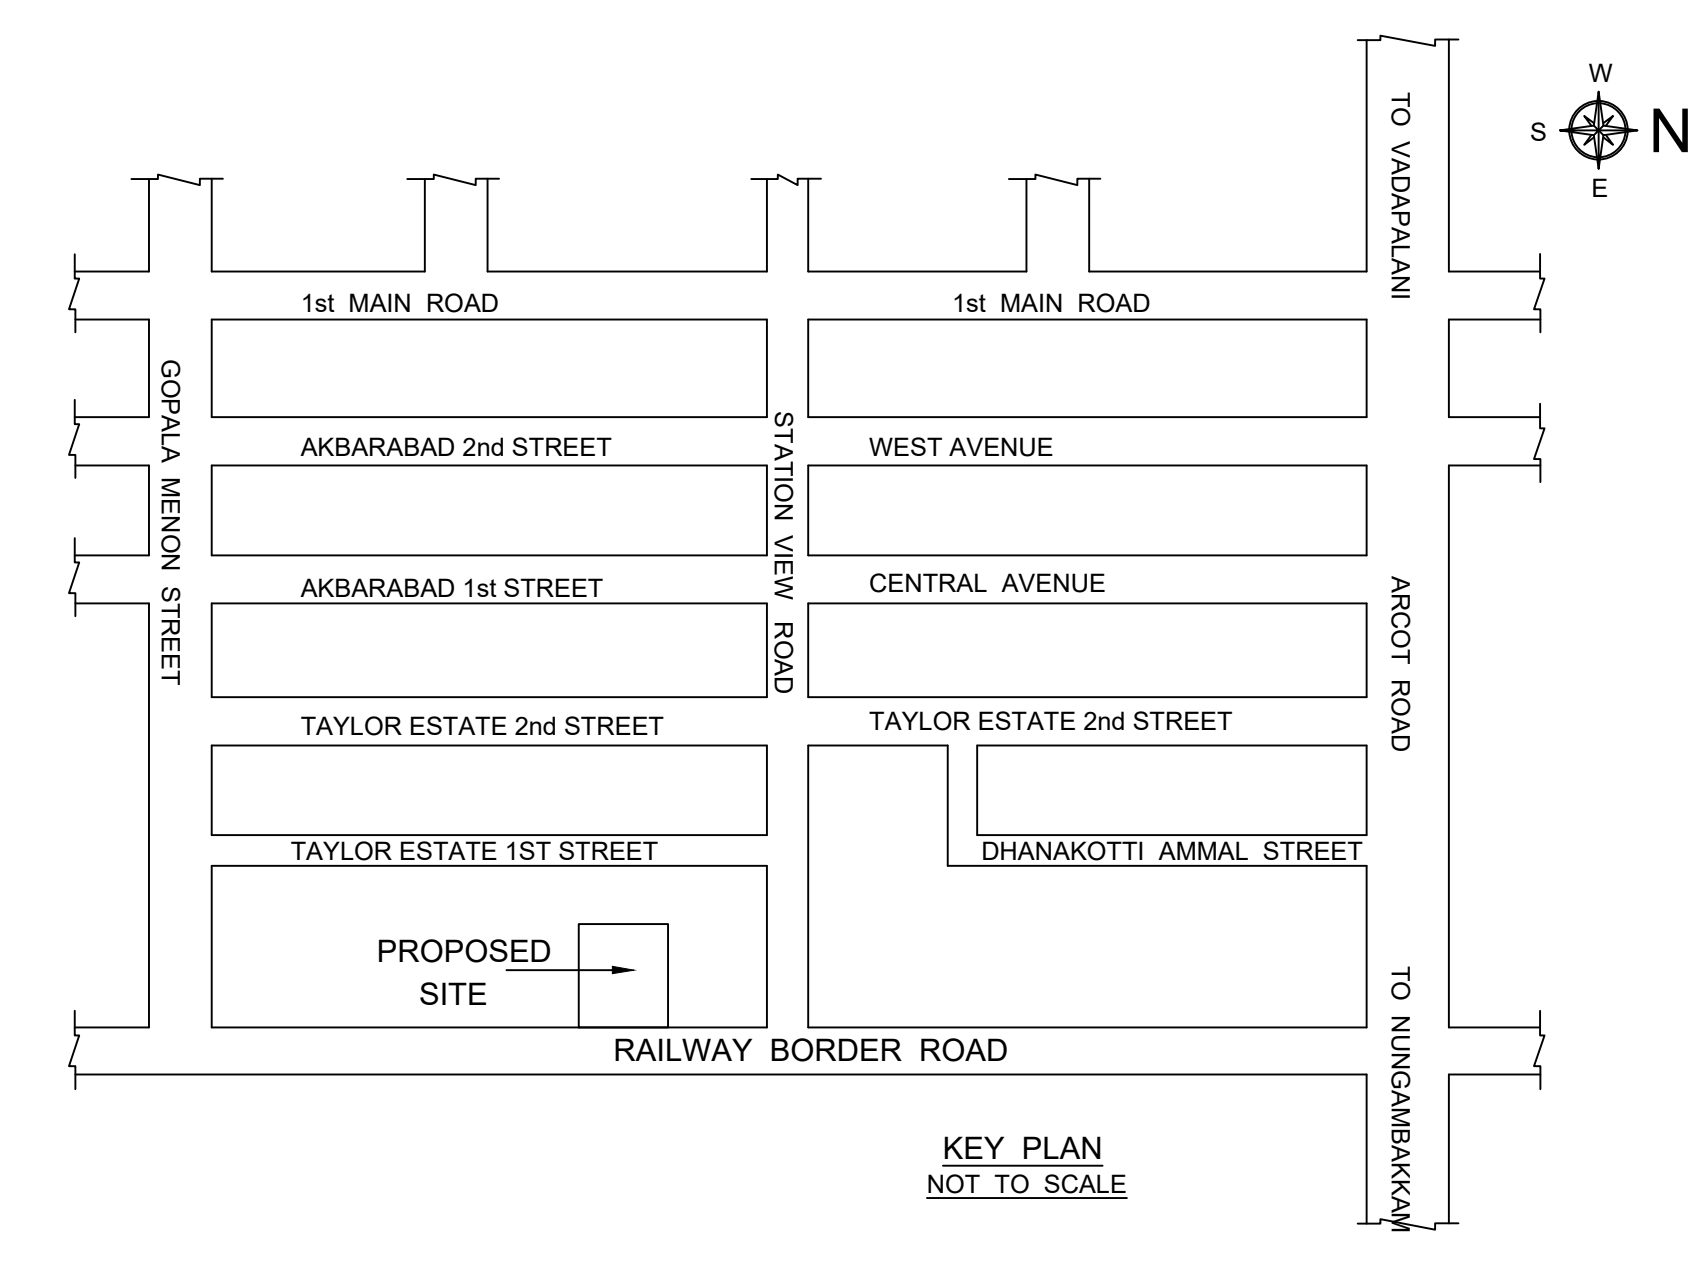 W
S
N
E
TO VADAPALANI
1st MAIN ROAD
1st MAIN ROAD
GOPALA MENON STREET
STATION VIEW ROAD
AKBARABAD 2nd STREET
WEST AVENUE
AKBARABAD 1st STREET
CENTRAL AVENUE
ARCOT ROAD
TAYLOR ESTATE 2nd STREET
TAYLOR ESTATE 2nd STREET
TAYLOR ESTATE 1ST STREET
DHANAKOTTI AMMAL STREET
PROPOSED
SITE
TO NUNGAMBAKKAM
RAILWAY BORDER ROAD
KEY PLAN
NOT TO SCALE